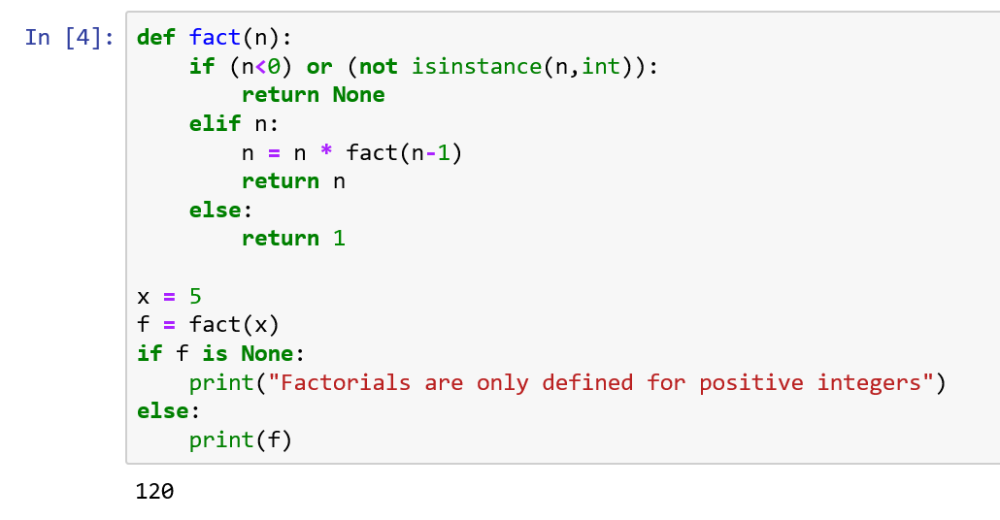 In [4]: def fact(n):
    if (n<0) or (not isinstance(n,int)):
        return None
    elif n:
        n = n * fact(n-1)
        return n
    else:
        return 1

x = 5
f = fact(x)
if f is None:
    print("Factorials are only defined for positive integers")
else:
    print(f)
120